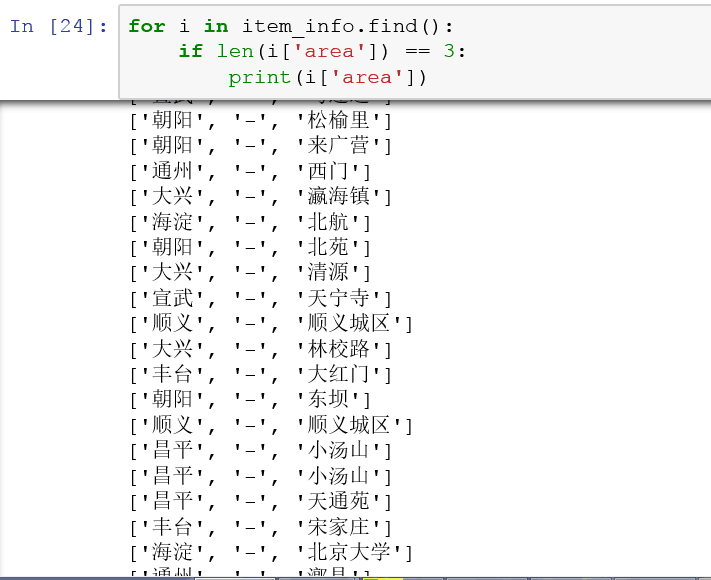 In [24]: for i in item_info.find():
if len(i['area']) == 3:
print(i['area'])
['朝阳', '-', '松榆里']
['朝阳', '-', '来广营']
['通州', '-', '西门']
['大兴', '-', '瀛海镇']
['海淀', '-', '北航']
['朝阳', '-', '北苑']
['大兴', '-', '清源']
['宣武', '-', '天宁寺']
['顺义', '-', '顺义城区']
['大兴', '-', '林校路']
['丰台', '-', '大红门']
['朝阳', '-', '东坝']
['顺义', '-', '顺义城区']
['昌平', '-', '小汤山']
['昌平', '-', '小汤山']
['昌平', '-', '天通苑']
['丰台', '-', '宋家庄']
['海淀', '-', '北京大学']